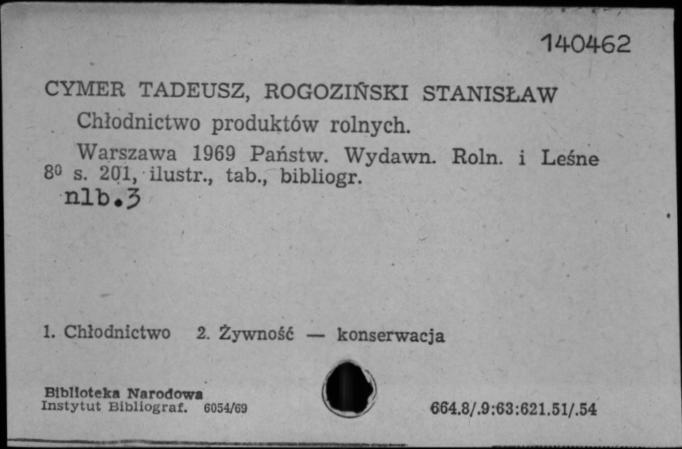 140462
CYMER TADEUSZ, ROGOZIŃSKI STANISŁAW
Chłodnictwo produktów rolnych.
Warszawa 1969 Państw. Wydawn. Roln. i Leśne
8⁰ s. 201, ilustr., tab., bibliogr.
nlb.3
1. Chłodnictwo 2. Żywność — konserwacja
Biblioteka Narodowa
Instytut Bibliograf. 6054/69
664.8/.9:63:621.51/.54